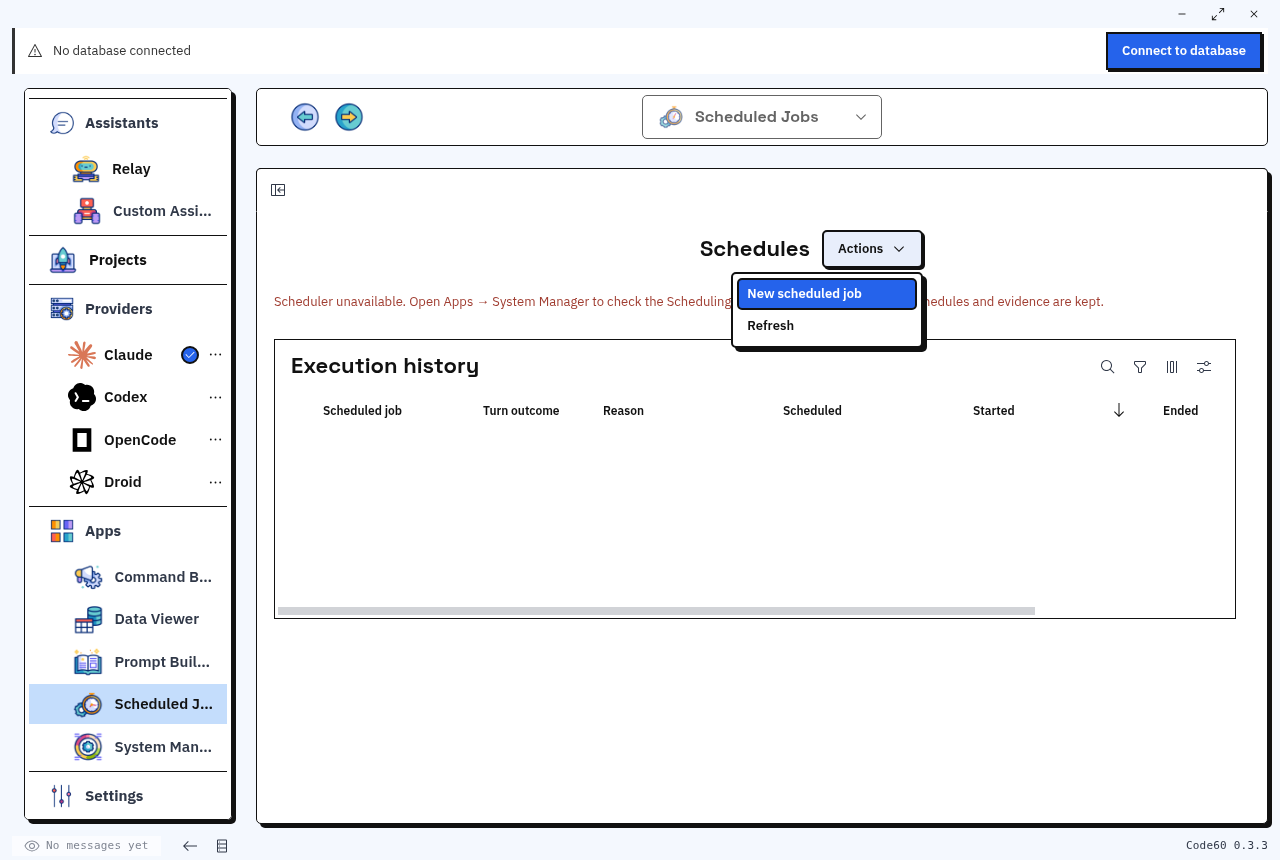 No database connected
Connect to database
Assistants
Relay
Custom Assi...
Projects
Providers
Claude
Codex
OpenCode
Droid
Apps
Command B...
Data Viewer
Prompt Buil...
Scheduled J...
System Man...
Settings
Scheduled Jobs
Schedules
Actions
New scheduled job
Refresh
Scheduler unavailable. Open Apps → System Manager to check the Scheduling
and evidence are kept.
Execution history
Scheduled job
Turn outcome
Reason
Scheduled
Started
Ended
No messages yet
Code60 0.3.3